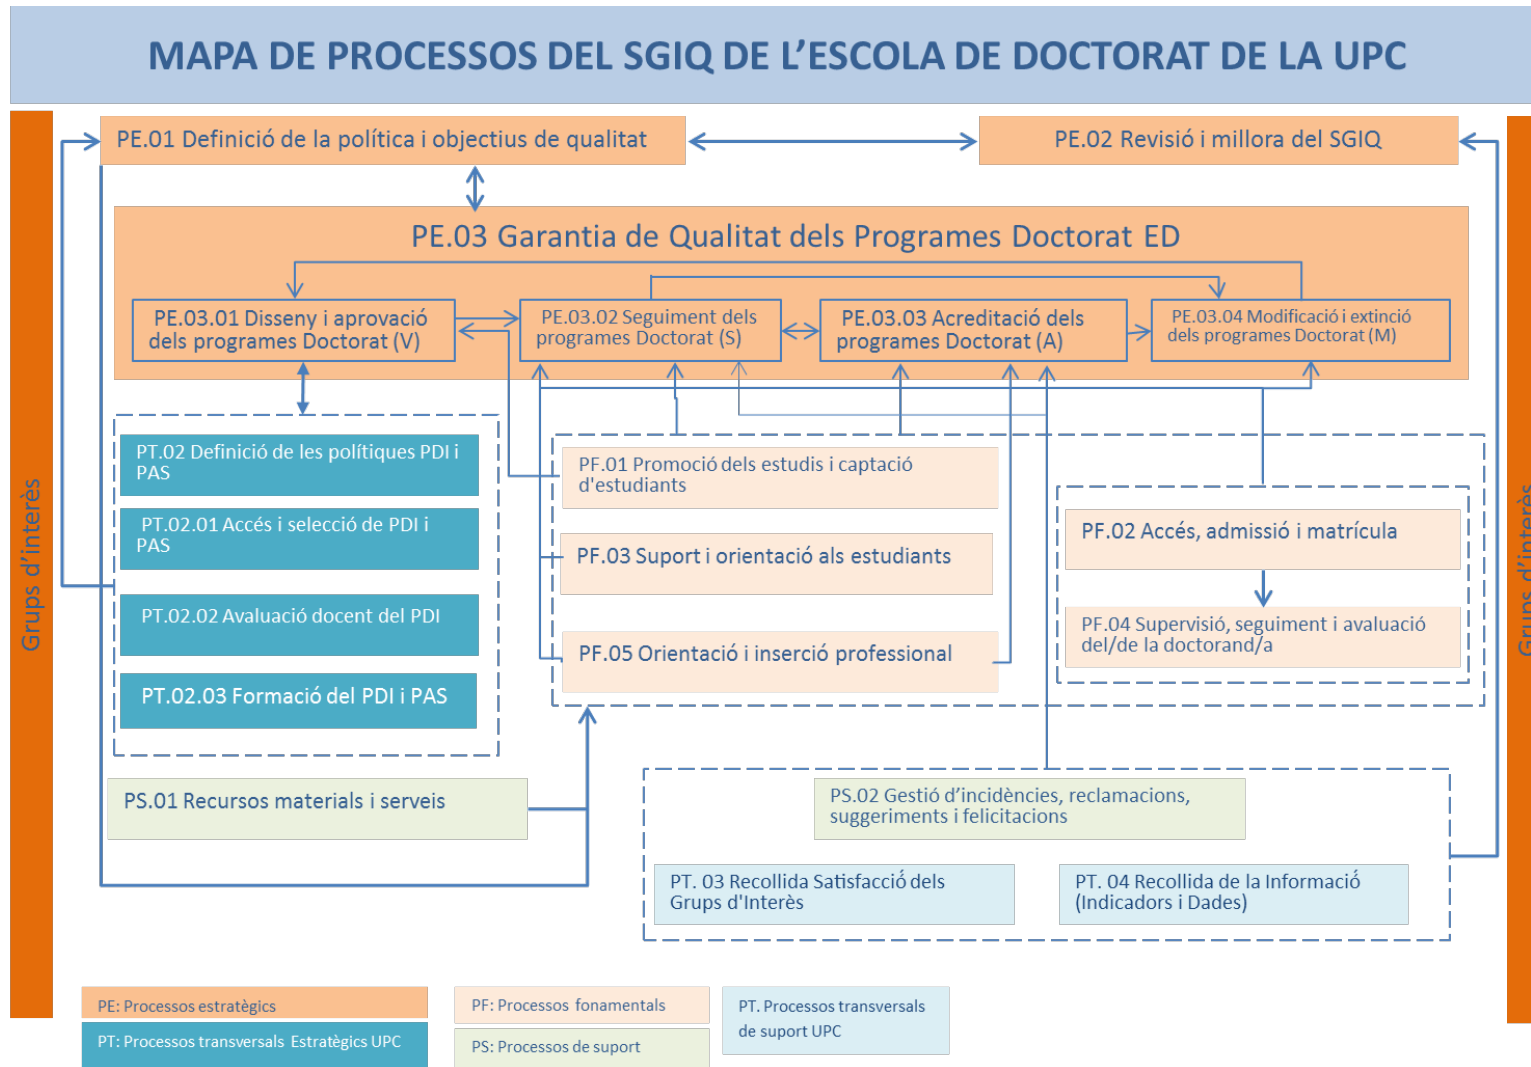 MAPA DE PROCESSOS DEL SGIQ DE L'ESCOLA DE DOCTORAT DE LA UPC
PE.01 Definició de la política i objectius de qualitat
PE.02 Revisió i millora del SGIQ
PE.03 Garantia de Qualitat dels Programes Doctorat ED
PE.03.01 Disseny i aprovació
dels programes Doctorat (V)
PE.03.02 Seguiment dels
programes Doctorat (S)
PE.03.03 Acreditació dels
programes Doctorat (A)
PE.03.04 Modificació i extinció
dels programes Doctorat (M)
Grups d'interès
PT.02 Definició de les polítiques PDI i
PAS
PT.02.01 Accés i selecció de PDI i
PAS
PT.02.02 Avaluació docent del PDI
PT.02.03 Formació del PDI i PAS
PF.01 Promoció dels estudis i captació
d'estudiants
PF.03 Suport i orientació als estudiants
PF.05 Orientació i inserció professional
PF.02 Accés, admissió i matrícula
PF.04 Supervisió, seguiment i avaluació
del/de la doctorand/a
Grups d'interès
PS.01 Recursos materials i serveis
PS.02 Gestió d'incidències, reclamacions,
suggeriments i felicitacions
PT. 03 Recollida Satisfacció dels
Grups d'Interès
PT. 04 Recollida de la Informació
(Indicadors i Dades)
PE: Processos estratègics
PF: Processos fonamentals
PT. Processos transversals
de suport UPC
PT: Processos transversals Estratègics UPC
PS: Processos de suport